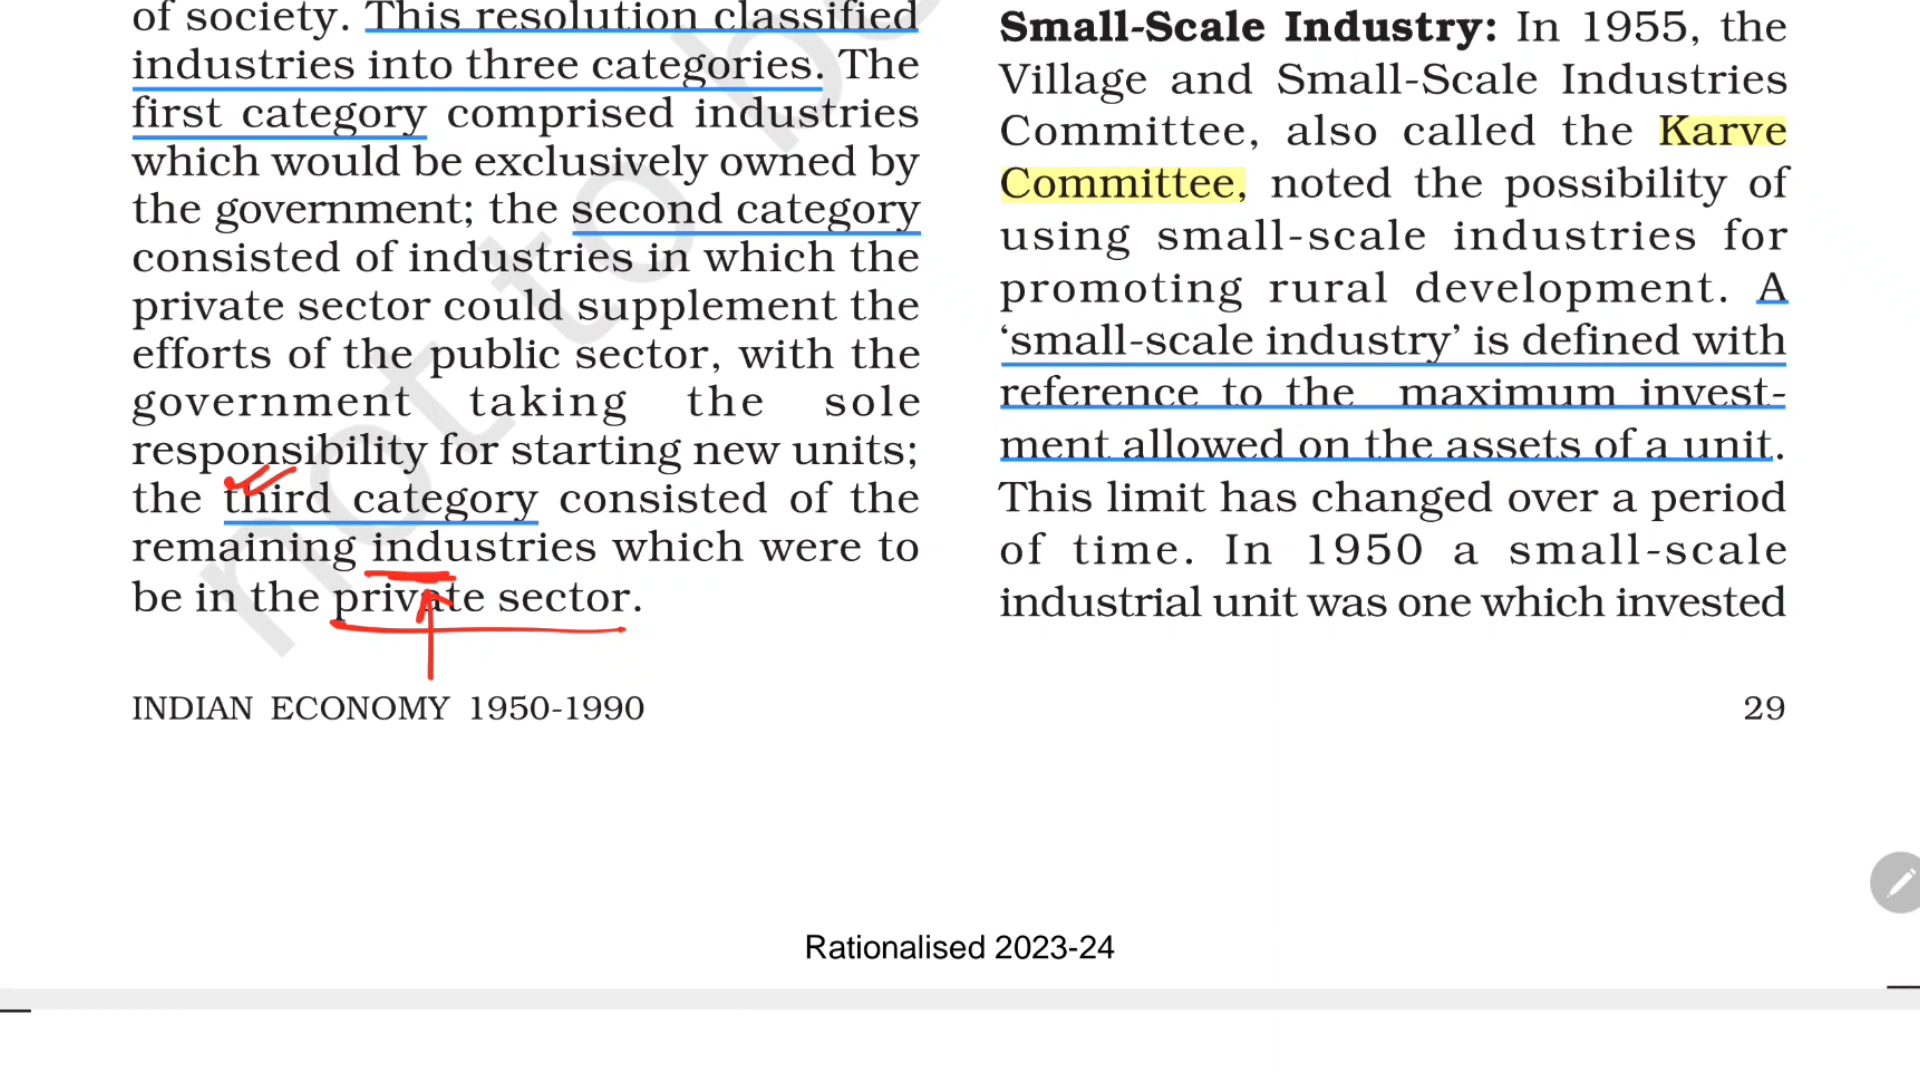 of society. This resolution classified
industries into three categories. The
first category comprised industries
which would be exclusively owned by
the government; the second category
consisted of industries in which the
private sector could supplement the
efforts of the public sector, with the
government taking the sole
responsibility for starting new units;
the third category consisted of the
remaining industries which were to
be in the private sector.
Small-Scale Industry: In 1955, the
Village and Small-Scale Industries
Committee, also called the Karve
Committee, noted the possibility of
using small-scale industries for
promoting rural development. A
‘small-scale industry’ is defined with
reference to the maximum invest-
ment allowed on the assets of a unit.
This limit has changed over a period
of time. In 1950 a small-scale
industrial unit was one which invested
INDIAN ECONOMY 1950-1990
29
not to b
Rationalised 2023-24